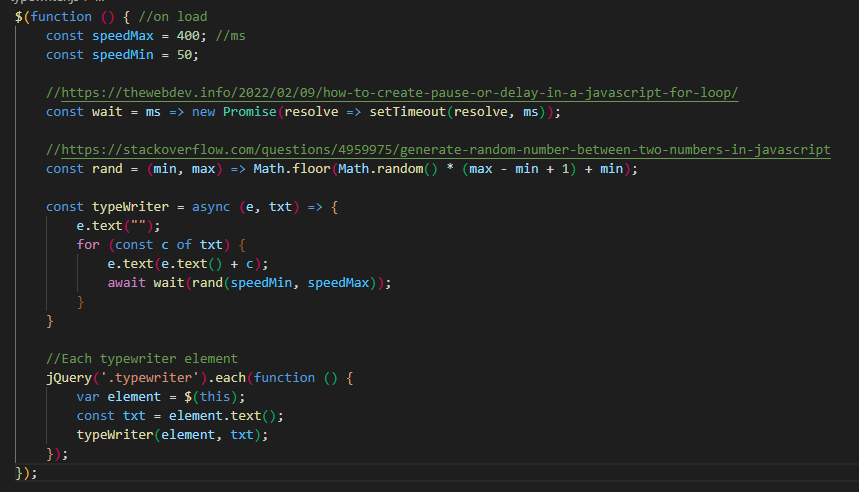 $(function () { //on load
    const speedMax = 400; //ms
    const speedMin = 50;

    //https://thewebdev.info/2022/02/09/how-to-create-pause-or-delay-in-a-javascript-for-loop/
    const wait = ms => new Promise(resolve => setTimeout(resolve, ms));

    //https://stackoverflow.com/questions/4959975/generate-random-number-between-two-numbers-in-javascript
    const rand = (min, max) => Math.floor(Math.random() * (max - min + 1) + min);

    const typeWriter = async (e, txt) => {
        e.text("");
        for (const c of txt) {
            e.text(e.text() + c);
            await wait(rand(speedMin, speedMax));
        }
    }

    //Each typewriter element
    jQuery('.typewriter').each(function () {
        var element = $(this);
        const txt = element.text();
        typeWriter(element, txt);
    });
});